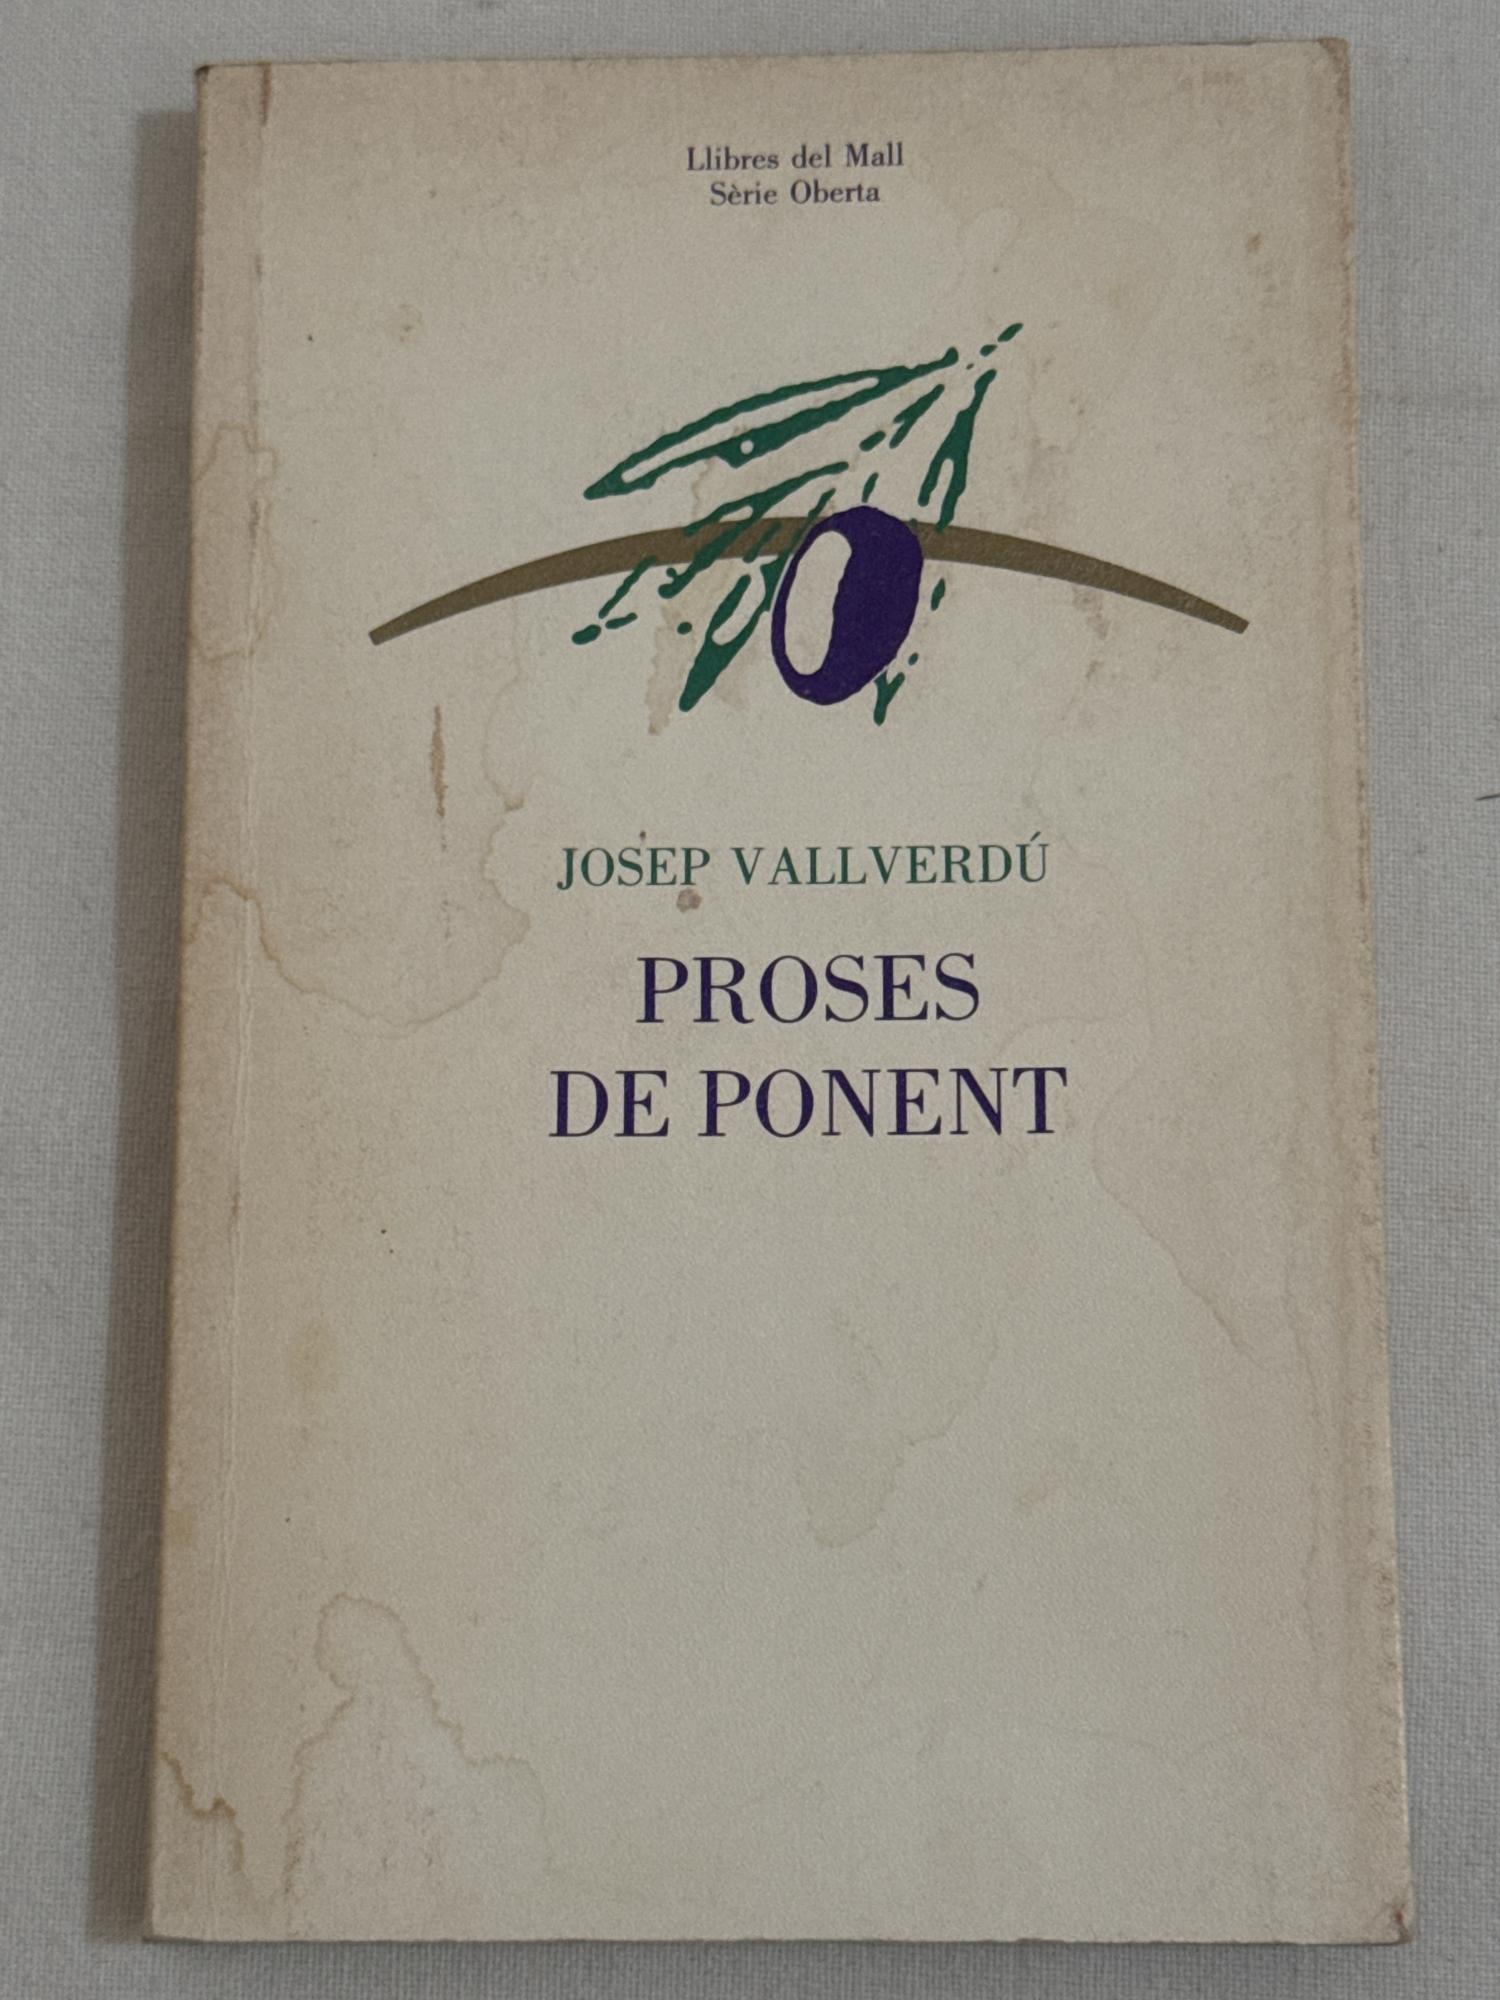 Llibres del Mall
Sèrie Oberta
JOSEP VALLVERDÚ
PROSES
DE PONENT